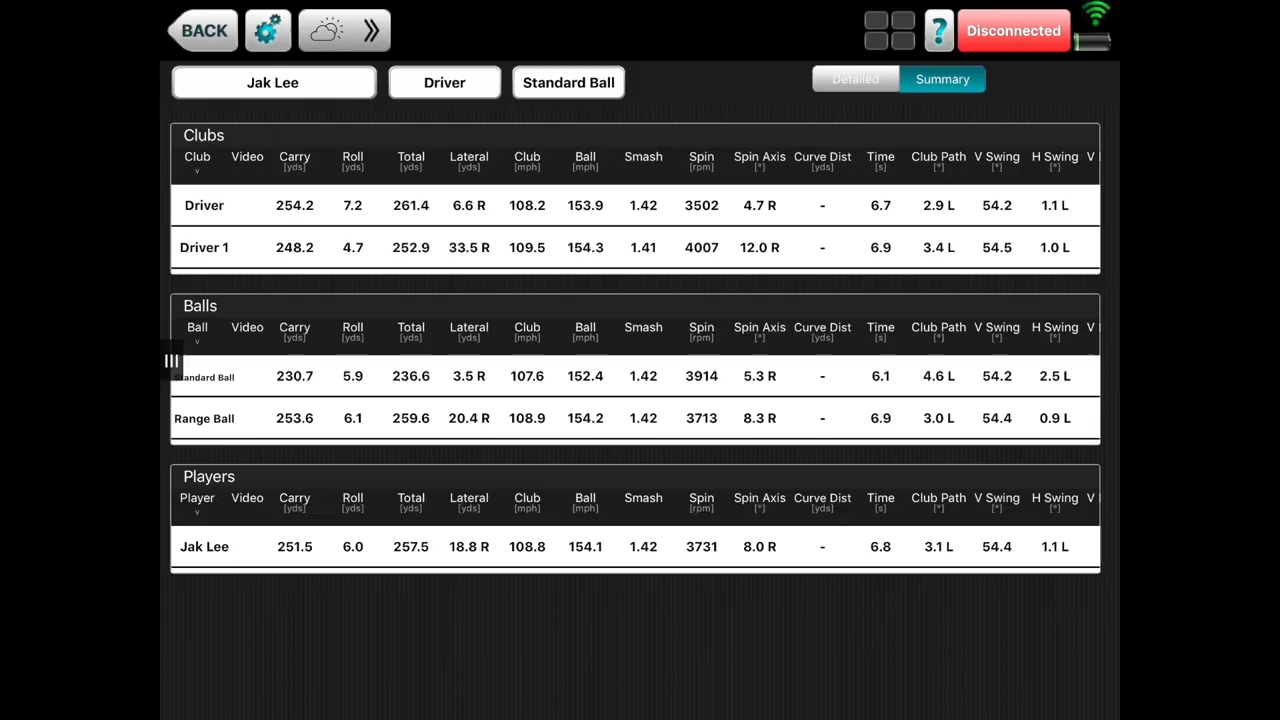 BACK ? Disconnected
Jak Lee Driver Standard Ball Detailed Summary
Clubs
Club Video Carry Roll Total Lateral Club Ball Smash Spin Spin Axis Curve Dist Time Club Path V Swing H Swing V
v [yds] [yds] [yds] [yds] [mph] [mph] [rpm] [°] [yds] [s] [°] [°] [°]
Driver 254.2 7.2 261.4 6.6 R 108.2 153.9 1.42 3502 4.7 R - 6.7 2.9 L 54.2 1.1 L
Driver 1 248.2 4.7 252.9 33.5 R 109.5 154.3 1.41 4007 12.0 R - 6.9 3.4 L 54.5 1.0 L
Balls
Ball Video Carry Roll Total Lateral Club Ball Smash Spin Spin Axis Curve Dist Time Club Path V Swing H Swing V
v [yds] [yds] [yds] [yds] [mph] [mph] [rpm] [°] [yds] [s] [°] [°] [°]
Standard Ball 230.7 5.9 236.6 3.5 R 107.6 152.4 1.42 3914 5.3 R - 6.1 4.6 L 54.2 2.5 L
Range Ball 253.6 6.1 259.6 20.4 R 108.9 154.2 1.42 3713 8.3 R - 6.9 3.0 L 54.4 0.9 L
Players
Player Video Carry Roll Total Lateral Club Ball Smash Spin Spin Axis Curve Dist Time Club Path V Swing H Swing V
v [yds] [yds] [yds] [yds] [mph] [mph] [rpm] [°] [yds] [s] [°] [°] [°]
Jak Lee 251.5 6.0 257.5 18.8 R 108.8 154.1 1.42 3731 8.0 R - 6.8 3.1 L 54.4 1.1 L